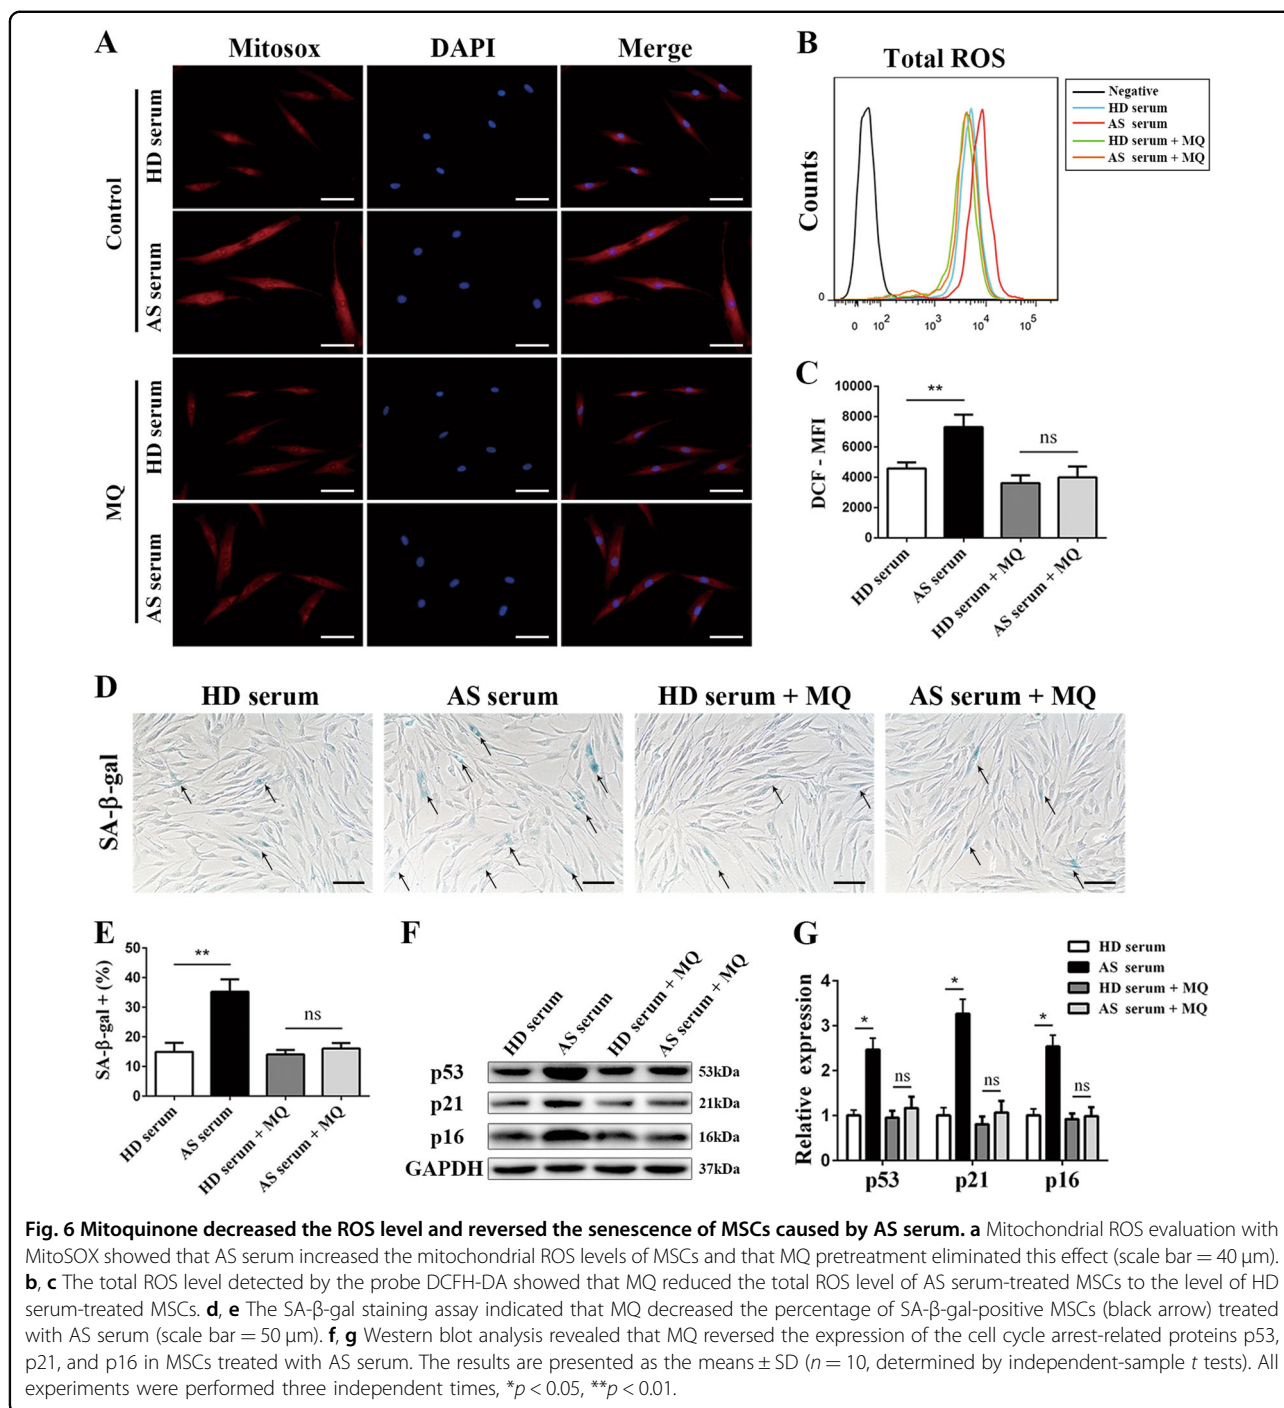 A
Mitosox DAPI Merge
Control
HD serum
AS serum
MQ
HD serum
AS serum
B
Total ROS
Counts
0
0 10^2 10^3 10^4 10^5
Negative
HD serum
AS serum
HD serum + MQ
AS serum + MQ
C
DCF - MFI
10000
8000
6000
4000
2000
0
**
ns
HD serum
AS serum
HD serum + MQ
AS serum + MQ
D
HD serum AS serum HD serum + MQ AS serum + MQ
SA-β-gal
E
SA-β-gal + (%)
50
40
30
20
10
0
**
ns
HD serum
AS serum
HD serum + MQ
AS serum + MQ
F
HD serum
AS serum
HD serum + MQ
AS serum + MQ
p53 53kDa
p21 21kDa
p16 16kDa
GAPDH 37kDa
G
HD serum
AS serum
HD serum + MQ
AS serum + MQ
Relative expression
4
3
2
1
0
* ns
* ns
* ns
p53 p21 p16
Fig. 6 Mitoquinone decreased the ROS level and reversed the senescence of MSCs caused by AS serum. a Mitochondrial ROS evaluation with
MitoSOX showed that AS serum increased the mitochondrial ROS levels of MSCs and that MQ pretreatment eliminated this effect (scale bar = 40 µm).
b, c The total ROS level detected by the probe DCFH-DA showed that MQ reduced the total ROS level of AS serum-treated MSCs to the level of HD
serum-treated MSCs. d, e The SA-β-gal staining assay indicated that MQ decreased the percentage of SA-β-gal-positive MSCs (black arrow) treated
with AS serum (scale bar = 50 µm). f, g Western blot analysis revealed that MQ reversed the expression of the cell cycle arrest-related proteins p53,
p21, and p16 in MSCs treated with AS serum. The results are presented as the means ± SD (n = 10, determined by independent-sample t tests). All
experiments were performed three independent times, *p < 0.05, **p < 0.01.